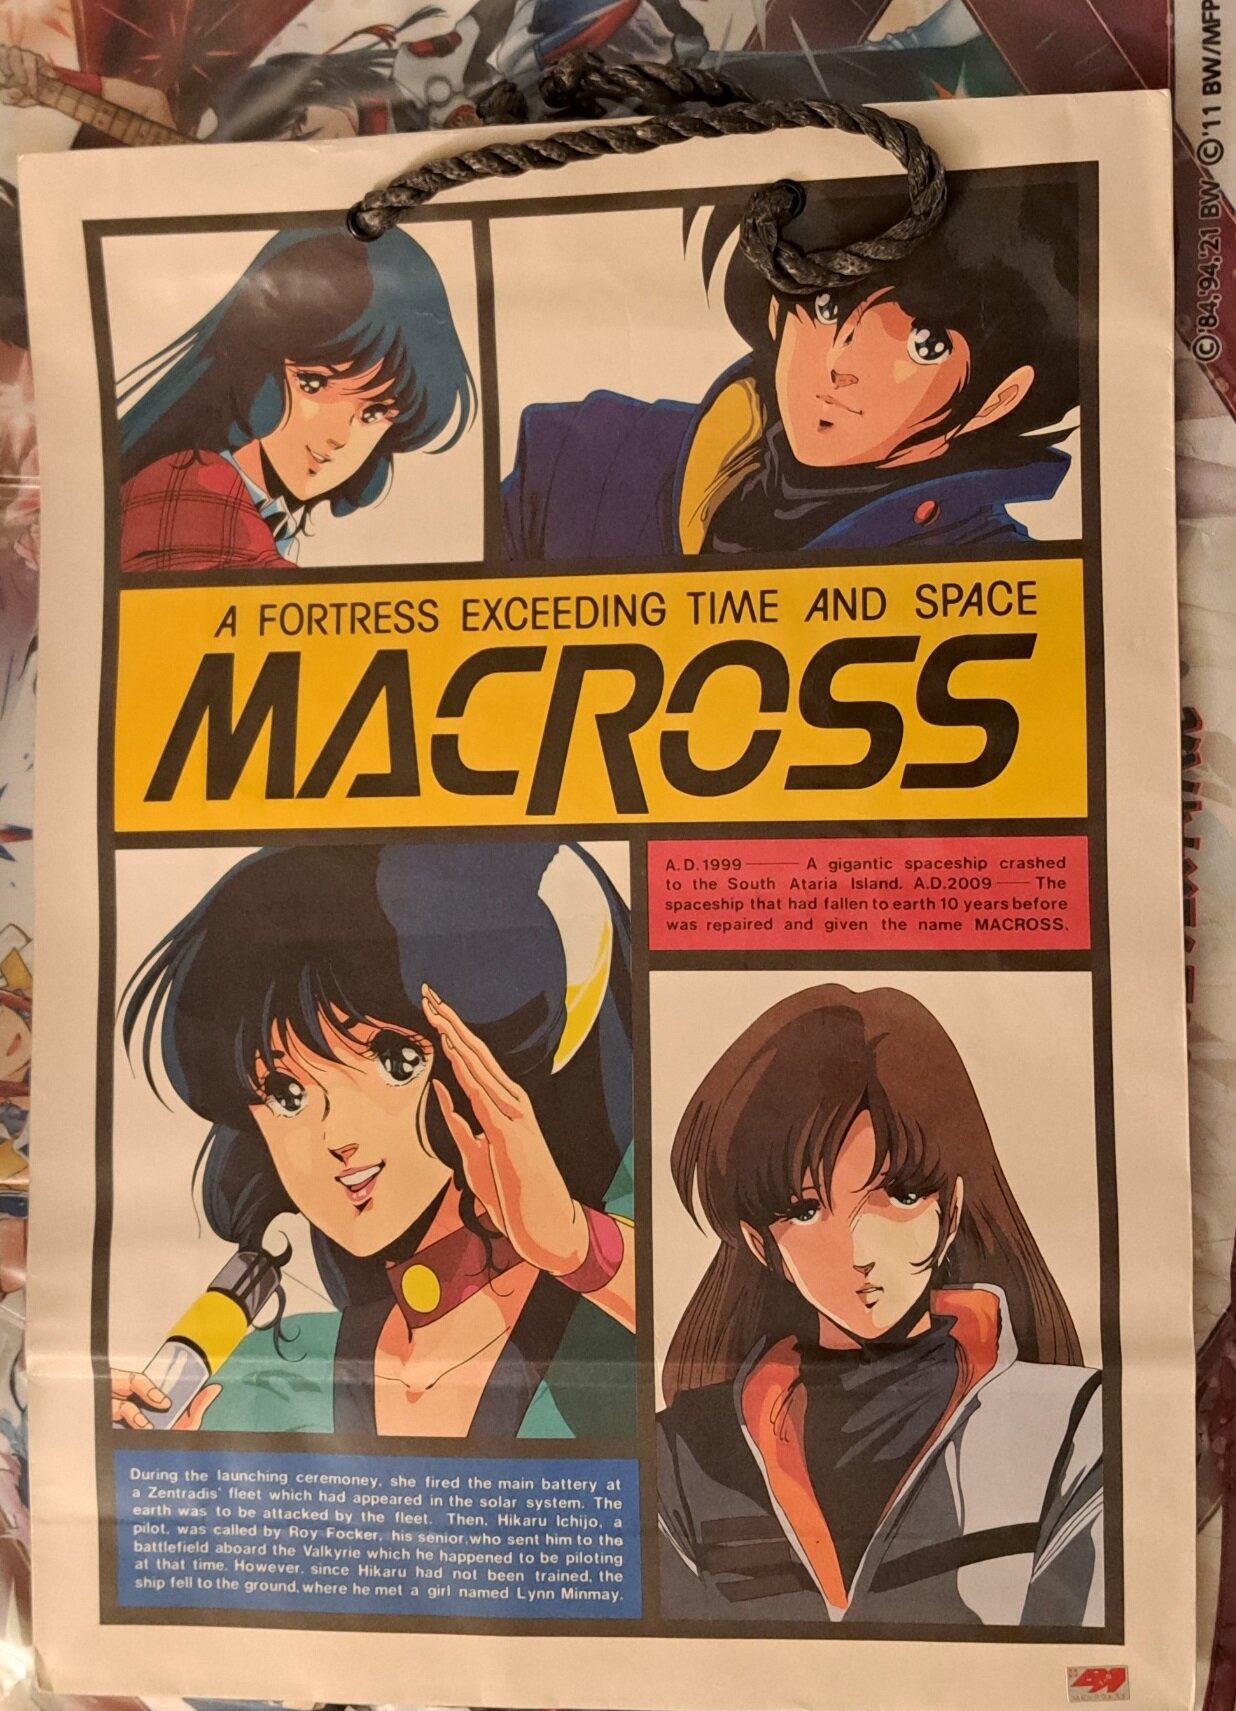 ©'84,'94,'21 BW ©'11 BW/MFP
A FORTRESS EXCEEDING TIME AND SPACE
MACROSS
A.D.1999 —— A gigantic spaceship crashed
to the South Ataria Island. A.D.2009 —— The
spaceship that had fallen to earth 10 years before
was repaired and given the name MACROSS.
During the launching ceremoney, she fired the main battery at
a Zentradis' fleet which had appeared in the solar system. The
earth was to be attacked by the fleet. Then, Hikaru Ichijo, a
pilot, was called by Roy Focker, his senior,who sent him to the
battlefield aboard the Valkyrie which he happened to be piloting
at that time. However, since Hikaru had not been trained, the
ship fell to the ground,where he met a girl named Lynn Minmay.